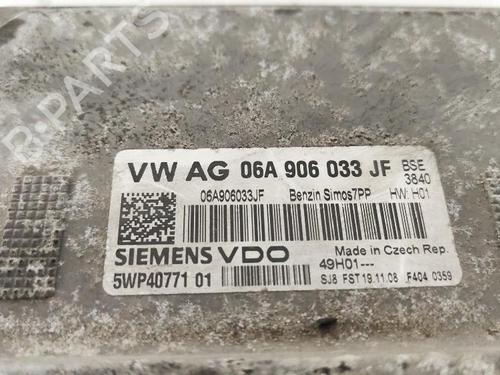 VW AG 06A 906 033 JF BSE
3840
06A906033JF Benzin Simos7PP HW: H01
SIEMENS VDO Made in Czech Rep.
49H01---
5WP40771 01 SJ8 FST 19.11.08 F404 0359
B-PARTS